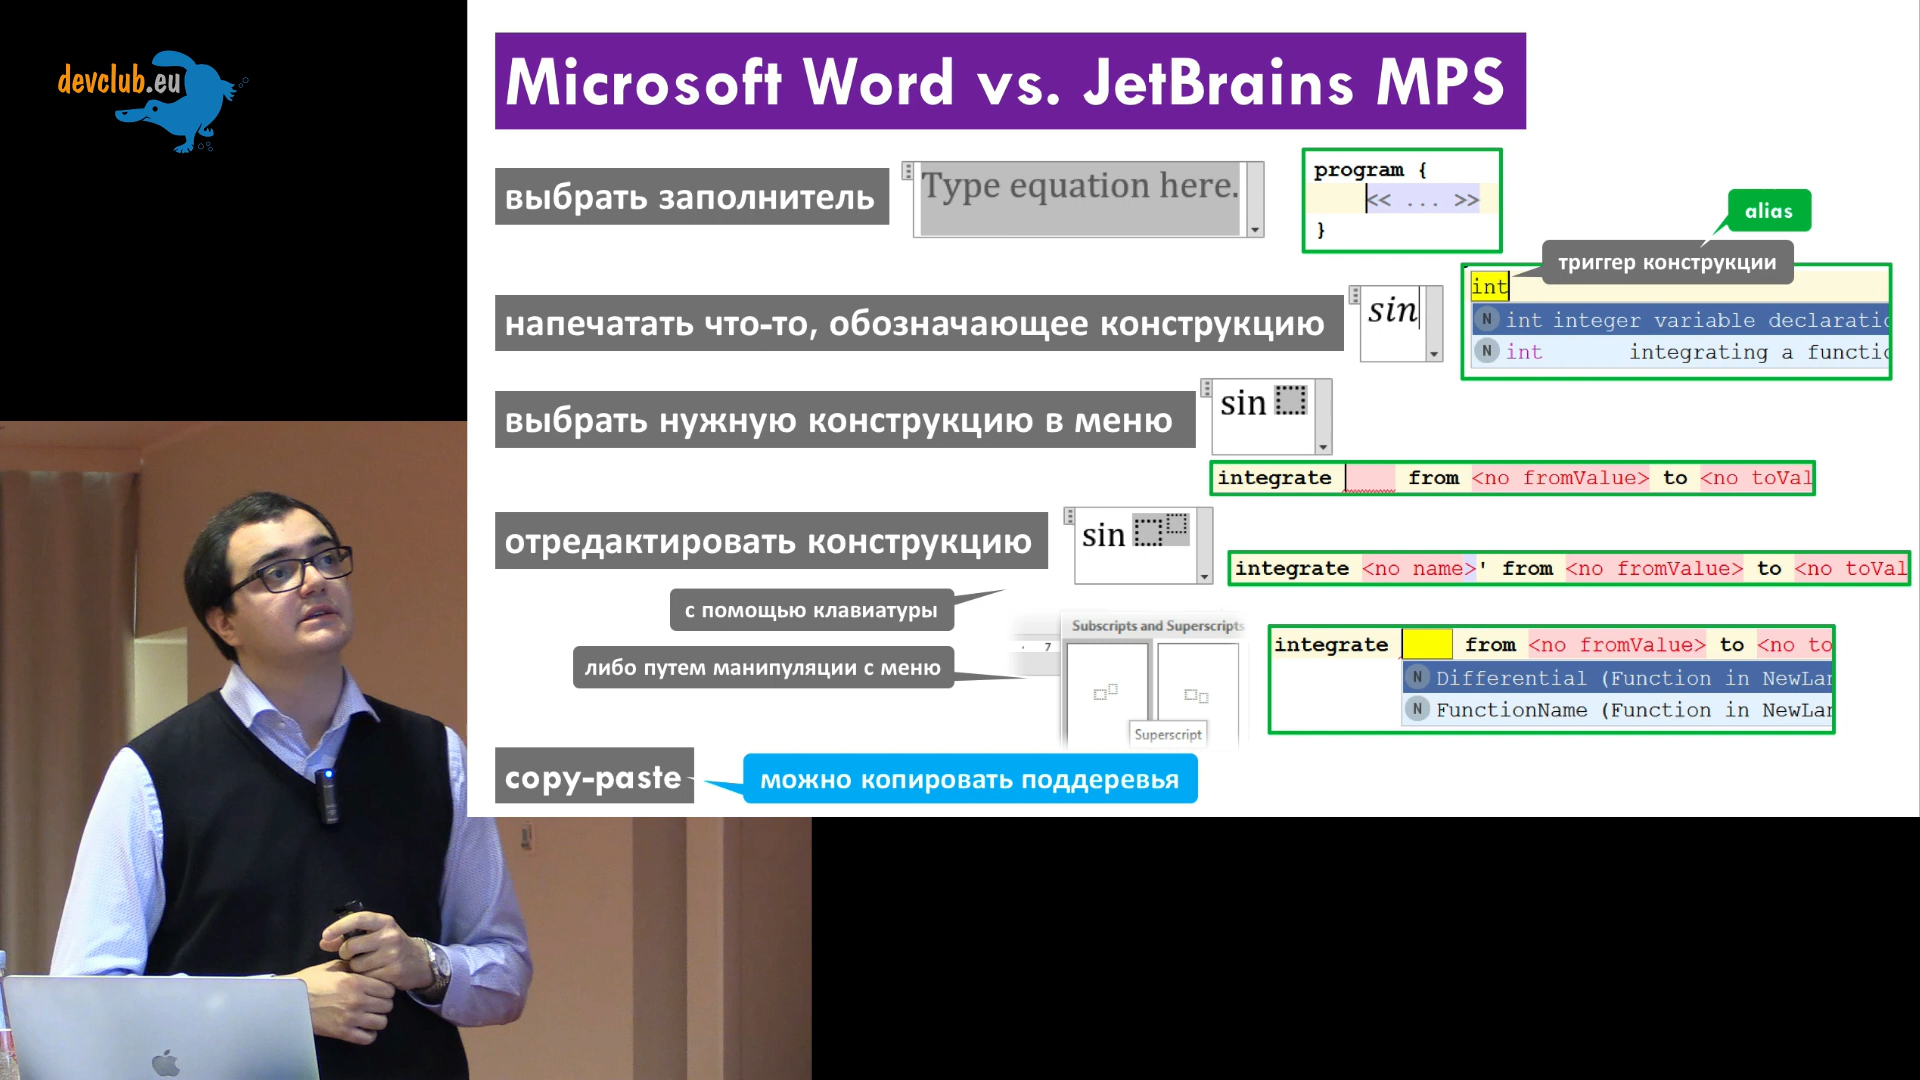 devclub.eu
Microsoft Word vs. JetBrains MPS
выбрать заполнитель
Type equation here.
program {
<< ... >>
}
alias
триггер конструкции
напечатать что-то, обозначающее конструкцию
sin
int
N int integer variable declaratio
N int integrating a functio
выбрать нужную конструкцию в меню
sin
integrate from <no fromValue> to <no toVal
отредактировать конструкцию
sin
integrate <no name>' from <no fromValue> to <no toVal
с помощью клавиатуры
либо путем манипуляции с меню
7
Subscripts and Superscripts
Superscript
integrate from <no fromValue> to <no to
N Differential (Function in NewLan
N FunctionName (Function in NewLan
copy-paste
можно копировать поддеревья